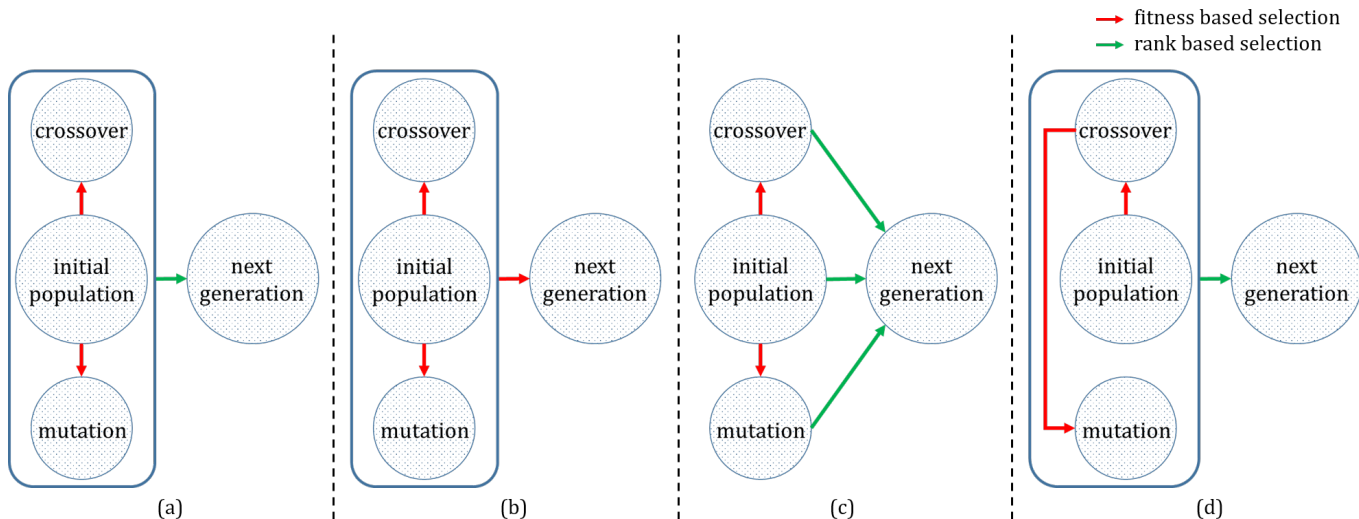 fitness based selection
rank based selection
crossover
initial
population
mutation
next
generation
(a)
crossover
initial
population
mutation
next
generation
(b)
crossover
initial
population
mutation
next
generation
(c)
crossover
initial
population
mutation
next
generation
(d)